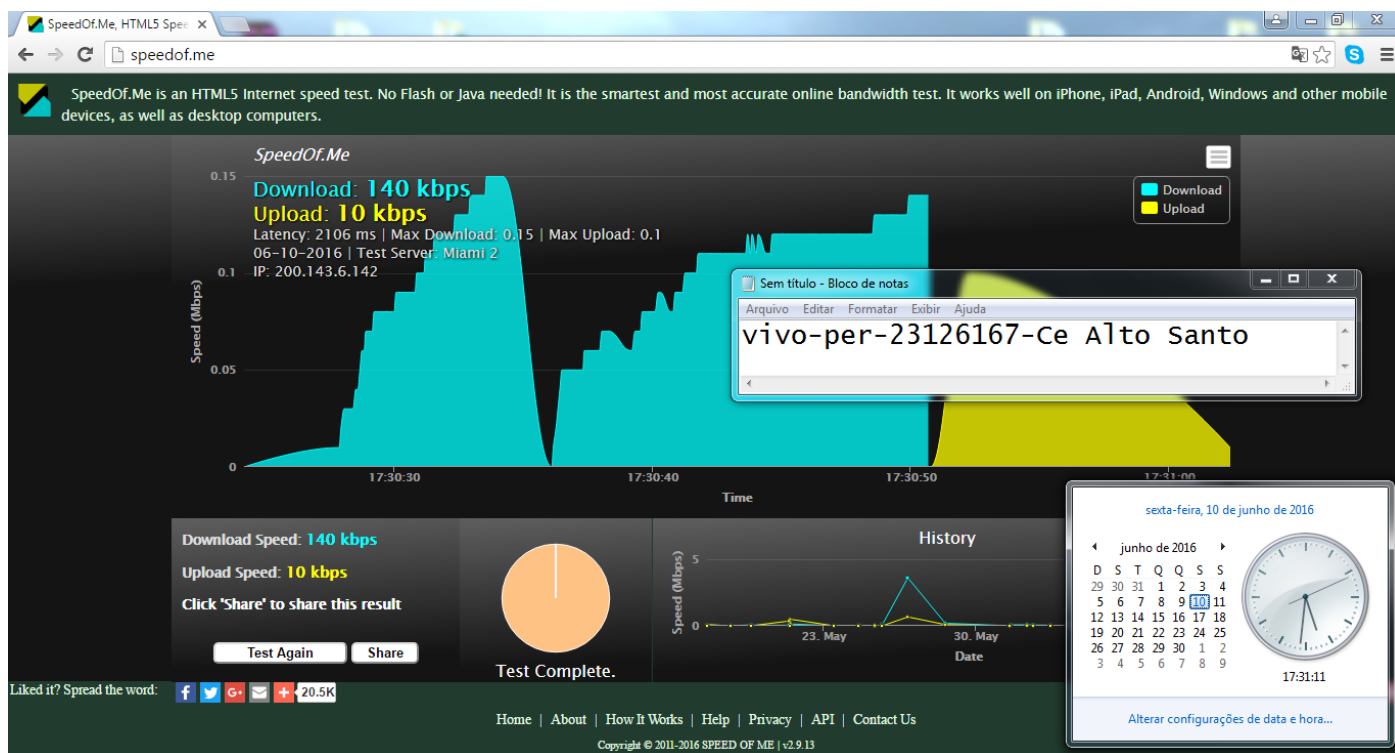 SpeedOf.Me, HTML5 Spee
speedof.me
SpeedOf.Me is an HTML5 Internet speed test. No Flash or Java needed! It is the smartest and most accurate online bandwidth test. It works well on iPhone, iPad, Android, Windows and other mobile
devices, as well as desktop computers.
SpeedOf.Me
Download: 140 kbps
Upload: 10 kbps
Latency: 2106 ms | Max Download: 0.15 | Max Upload: 0.1
06-10-2016 | Test Server: Miami 2
IP: 200.143.6.142
Download
Upload
Speed (Mbps)
0.15
0.1
0.05
0
17:30:30 17:30:40 17:30:50 17:31:00
Time
Sem título - Bloco de notas
Arquivo Editar Formatar Exibir Ajuda
vivo-per-23126167-Ce Alto Santo
Download Speed: 140 kbps
Upload Speed: 10 kbps
Click 'Share' to share this result
Test Again Share
Test Complete.
History
Speed (Mbps)
5
0
23. May 30. May
Date
sexta-feira, 10 de junho de 2016
junho de 2016
D S T Q Q S S
29 30 31 1 2 3 4
5 6 7 8 9 10 11
12 13 14 15 16 17 18
19 20 21 22 23 24 25
26 27 28 29 30 1 2
3 4 5 6 7 8 9
17:31:11
Alterar configurações de data e hora...
Liked it? Spread the word:
20.5K
Home | About | How It Works | Help | Privacy | API | Contact Us
Copyright © 2011-2016 SPEED OF ME | v2.9.13